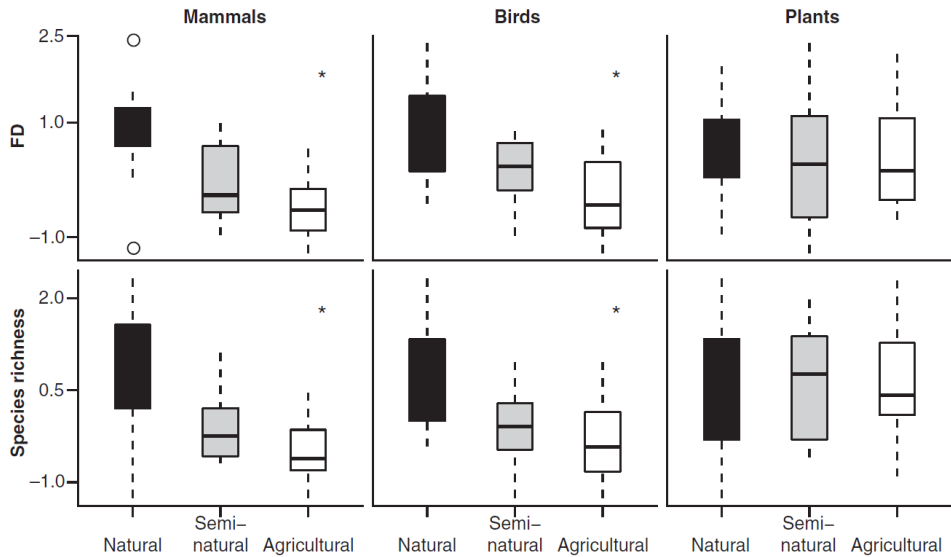 Mammals Birds Plants
2.5
1.0
−1.0
FD
*
*
2.0
0.5
−1.0
Species richness
*
*
Natural Semi− natural Agricultural Natural Semi− natural Agricultural Natural Semi− natural Agricultural